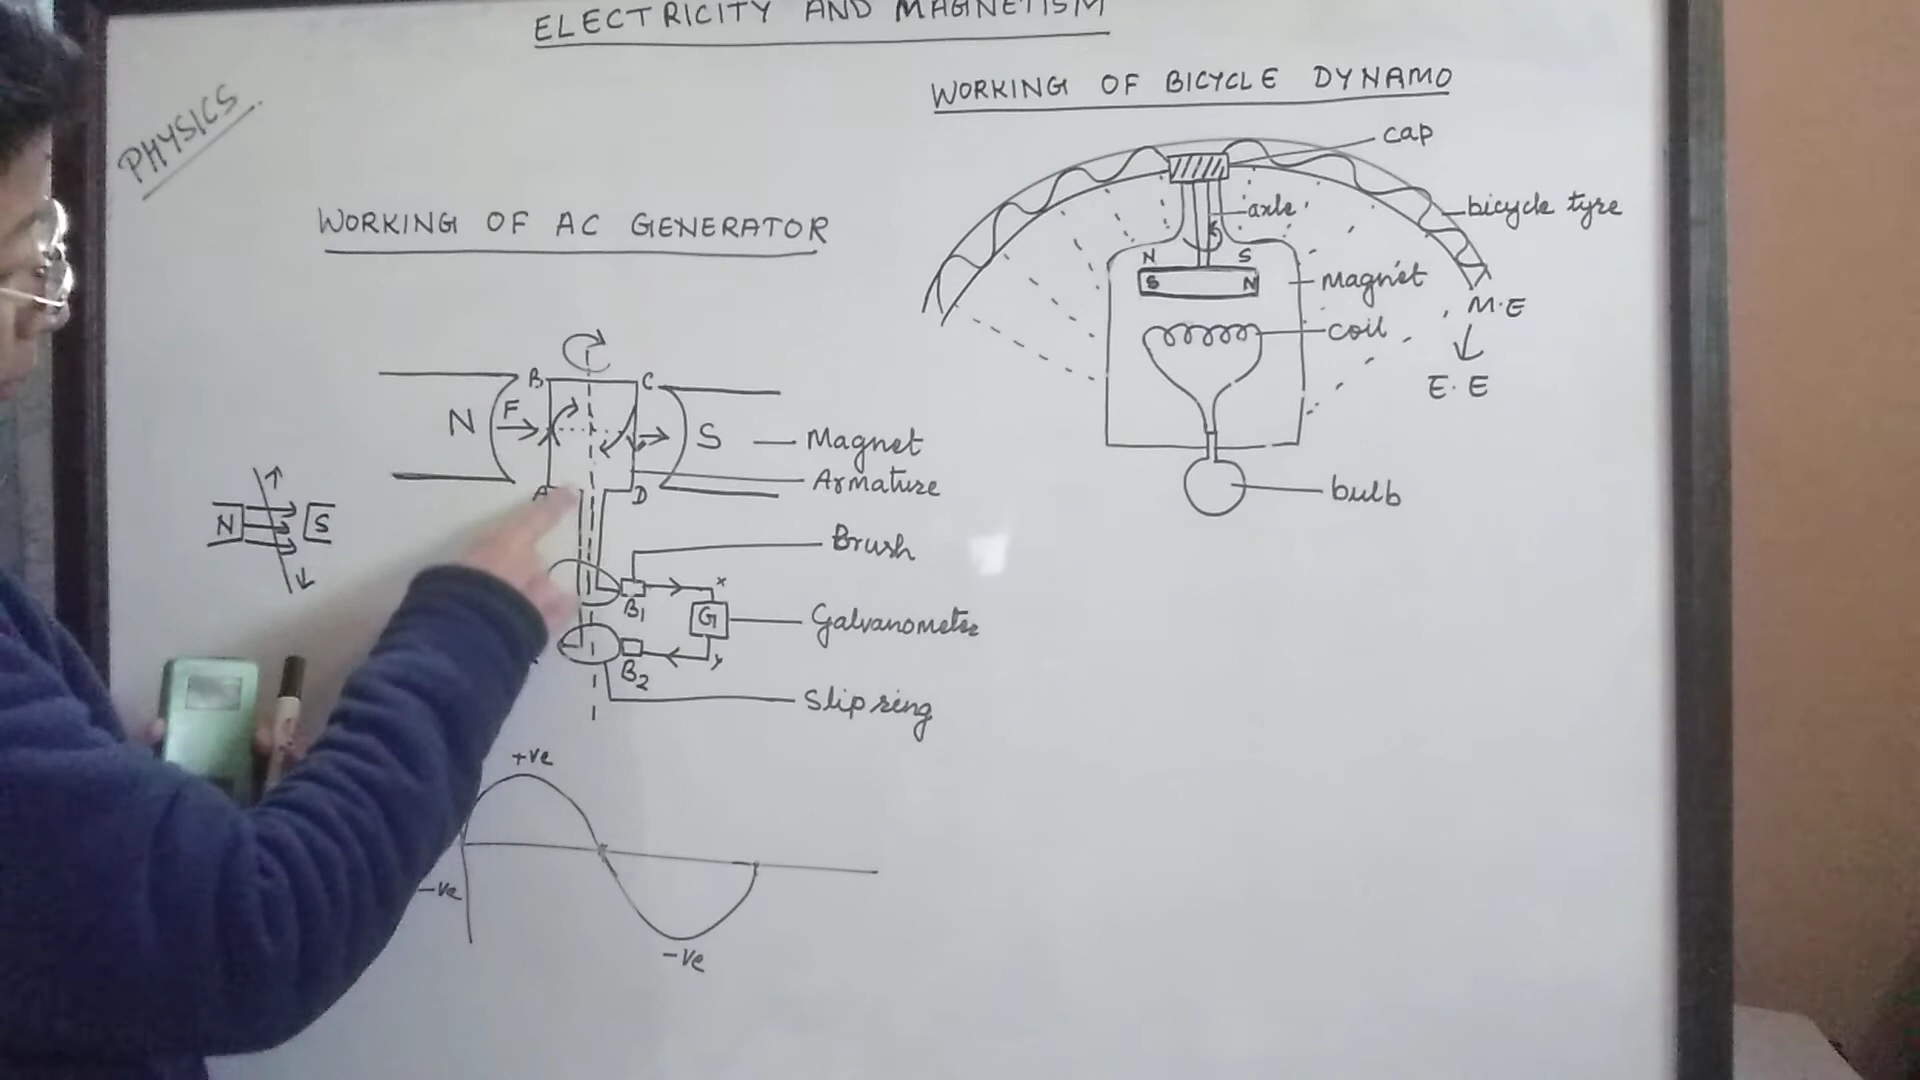 ELECTRICITY AND MAGNETISM
PHYSICS
WORKING OF AC GENERATOR
B C
N F S
Magnet
Armature
A D
N S
Brush
B1
x
G
Galvanometer
y
B2
Slip ring
+ve
-ve
-ve
WORKING OF BICYCLE DYNAMO
cap
bicycle tyre
axle
N S
S N
Magnet
M.E
coil
E.E
bulb